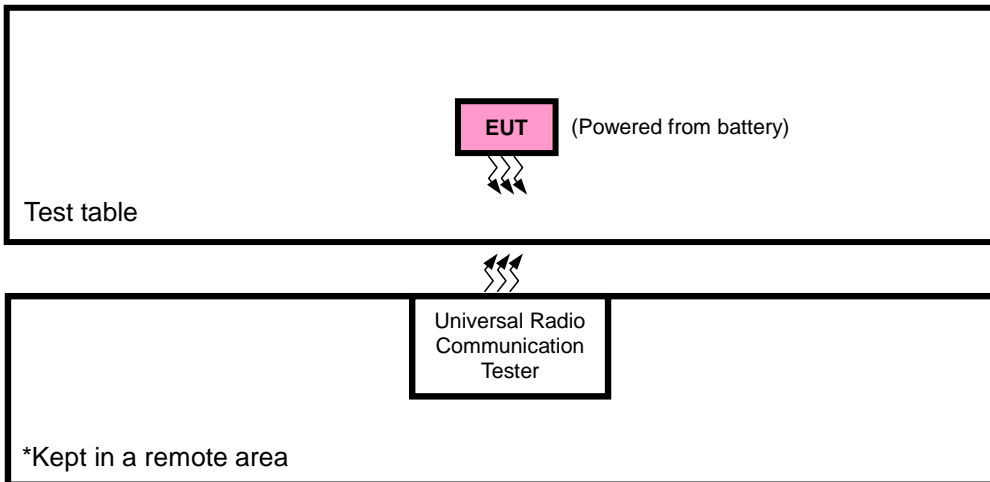 EUT
(Powered from battery)
Test table
Universal Radio
Communication
Tester
*Kept in a remote area